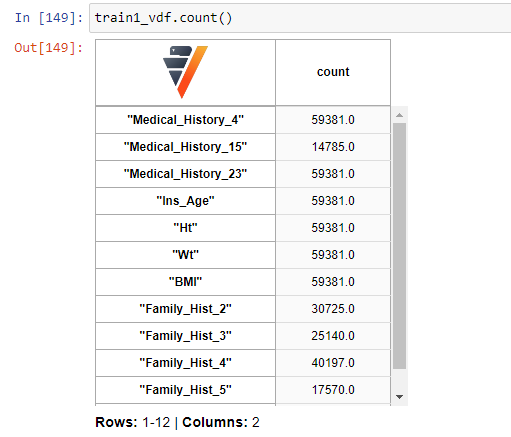 In [149]: train1_vdf.count()
Out[149]:
count
"Medical_History_4" 59381.0
"Medical_History_15" 14785.0
"Medical_History_23" 59381.0
"Ins_Age" 59381.0
"Ht" 59381.0
"Wt" 59381.0
"BMI" 59381.0
"Family_Hist_2" 30725.0
"Family_Hist_3" 25140.0
"Family_Hist_4" 40197.0
"Family_Hist_5" 17570.0
Rows: 1-12 | Columns: 2